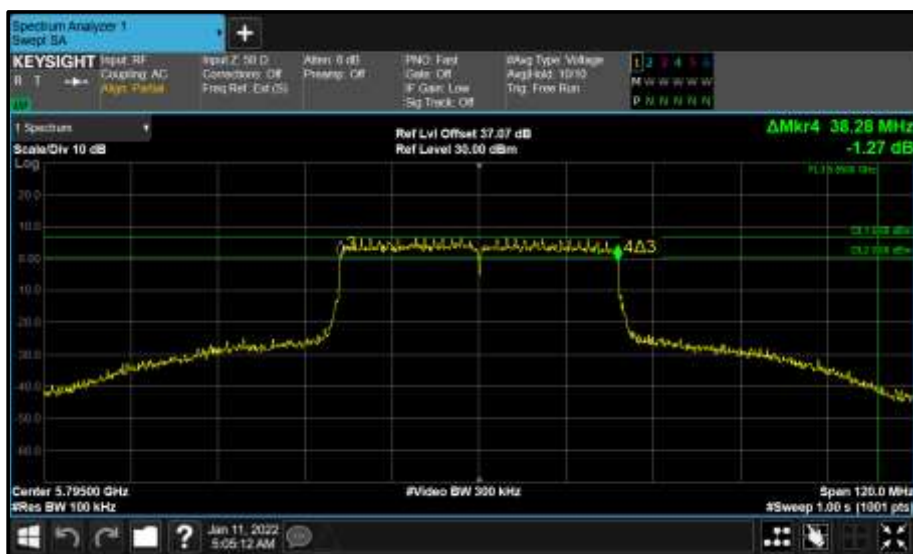 Spectrum Analyzer 1
Swept SA
+
KEYSIGHT Input: RF
R T Coupling: AC
Align: Partial
Input Z: 50 Ω
Corrections: Off
Freq Ref: Ext (S)
Atten: 0 dB
Preamp: Off
PNO: Fast
Gate: Off
IF Gain: Low
Sig Track: Off
#Avg Type: Voltage
Avg|Hold: 10/10
Trig: Free Run
1 2 3 4 5 6
M W W W W W
P N N N N N
1 Spectrum
Scale/Div 10 dB
Ref Lvl Offset 37.07 dB
Ref Level 30.00 dBm
ΔMkr4 38.28 MHz
-1.27 dB
Log
20.0
10.0
0.00
-10.0
-20.0
-30.0
-40.0
-50.0
-60.0
3
4Δ3
Center 5.79500 GHz
#Res BW 100 kHz
#Video BW 300 kHz
Span 120.0 MHz
#Sweep 1.00 s (1001 pts)
?
Jan 11, 2022
5:05:12 AM